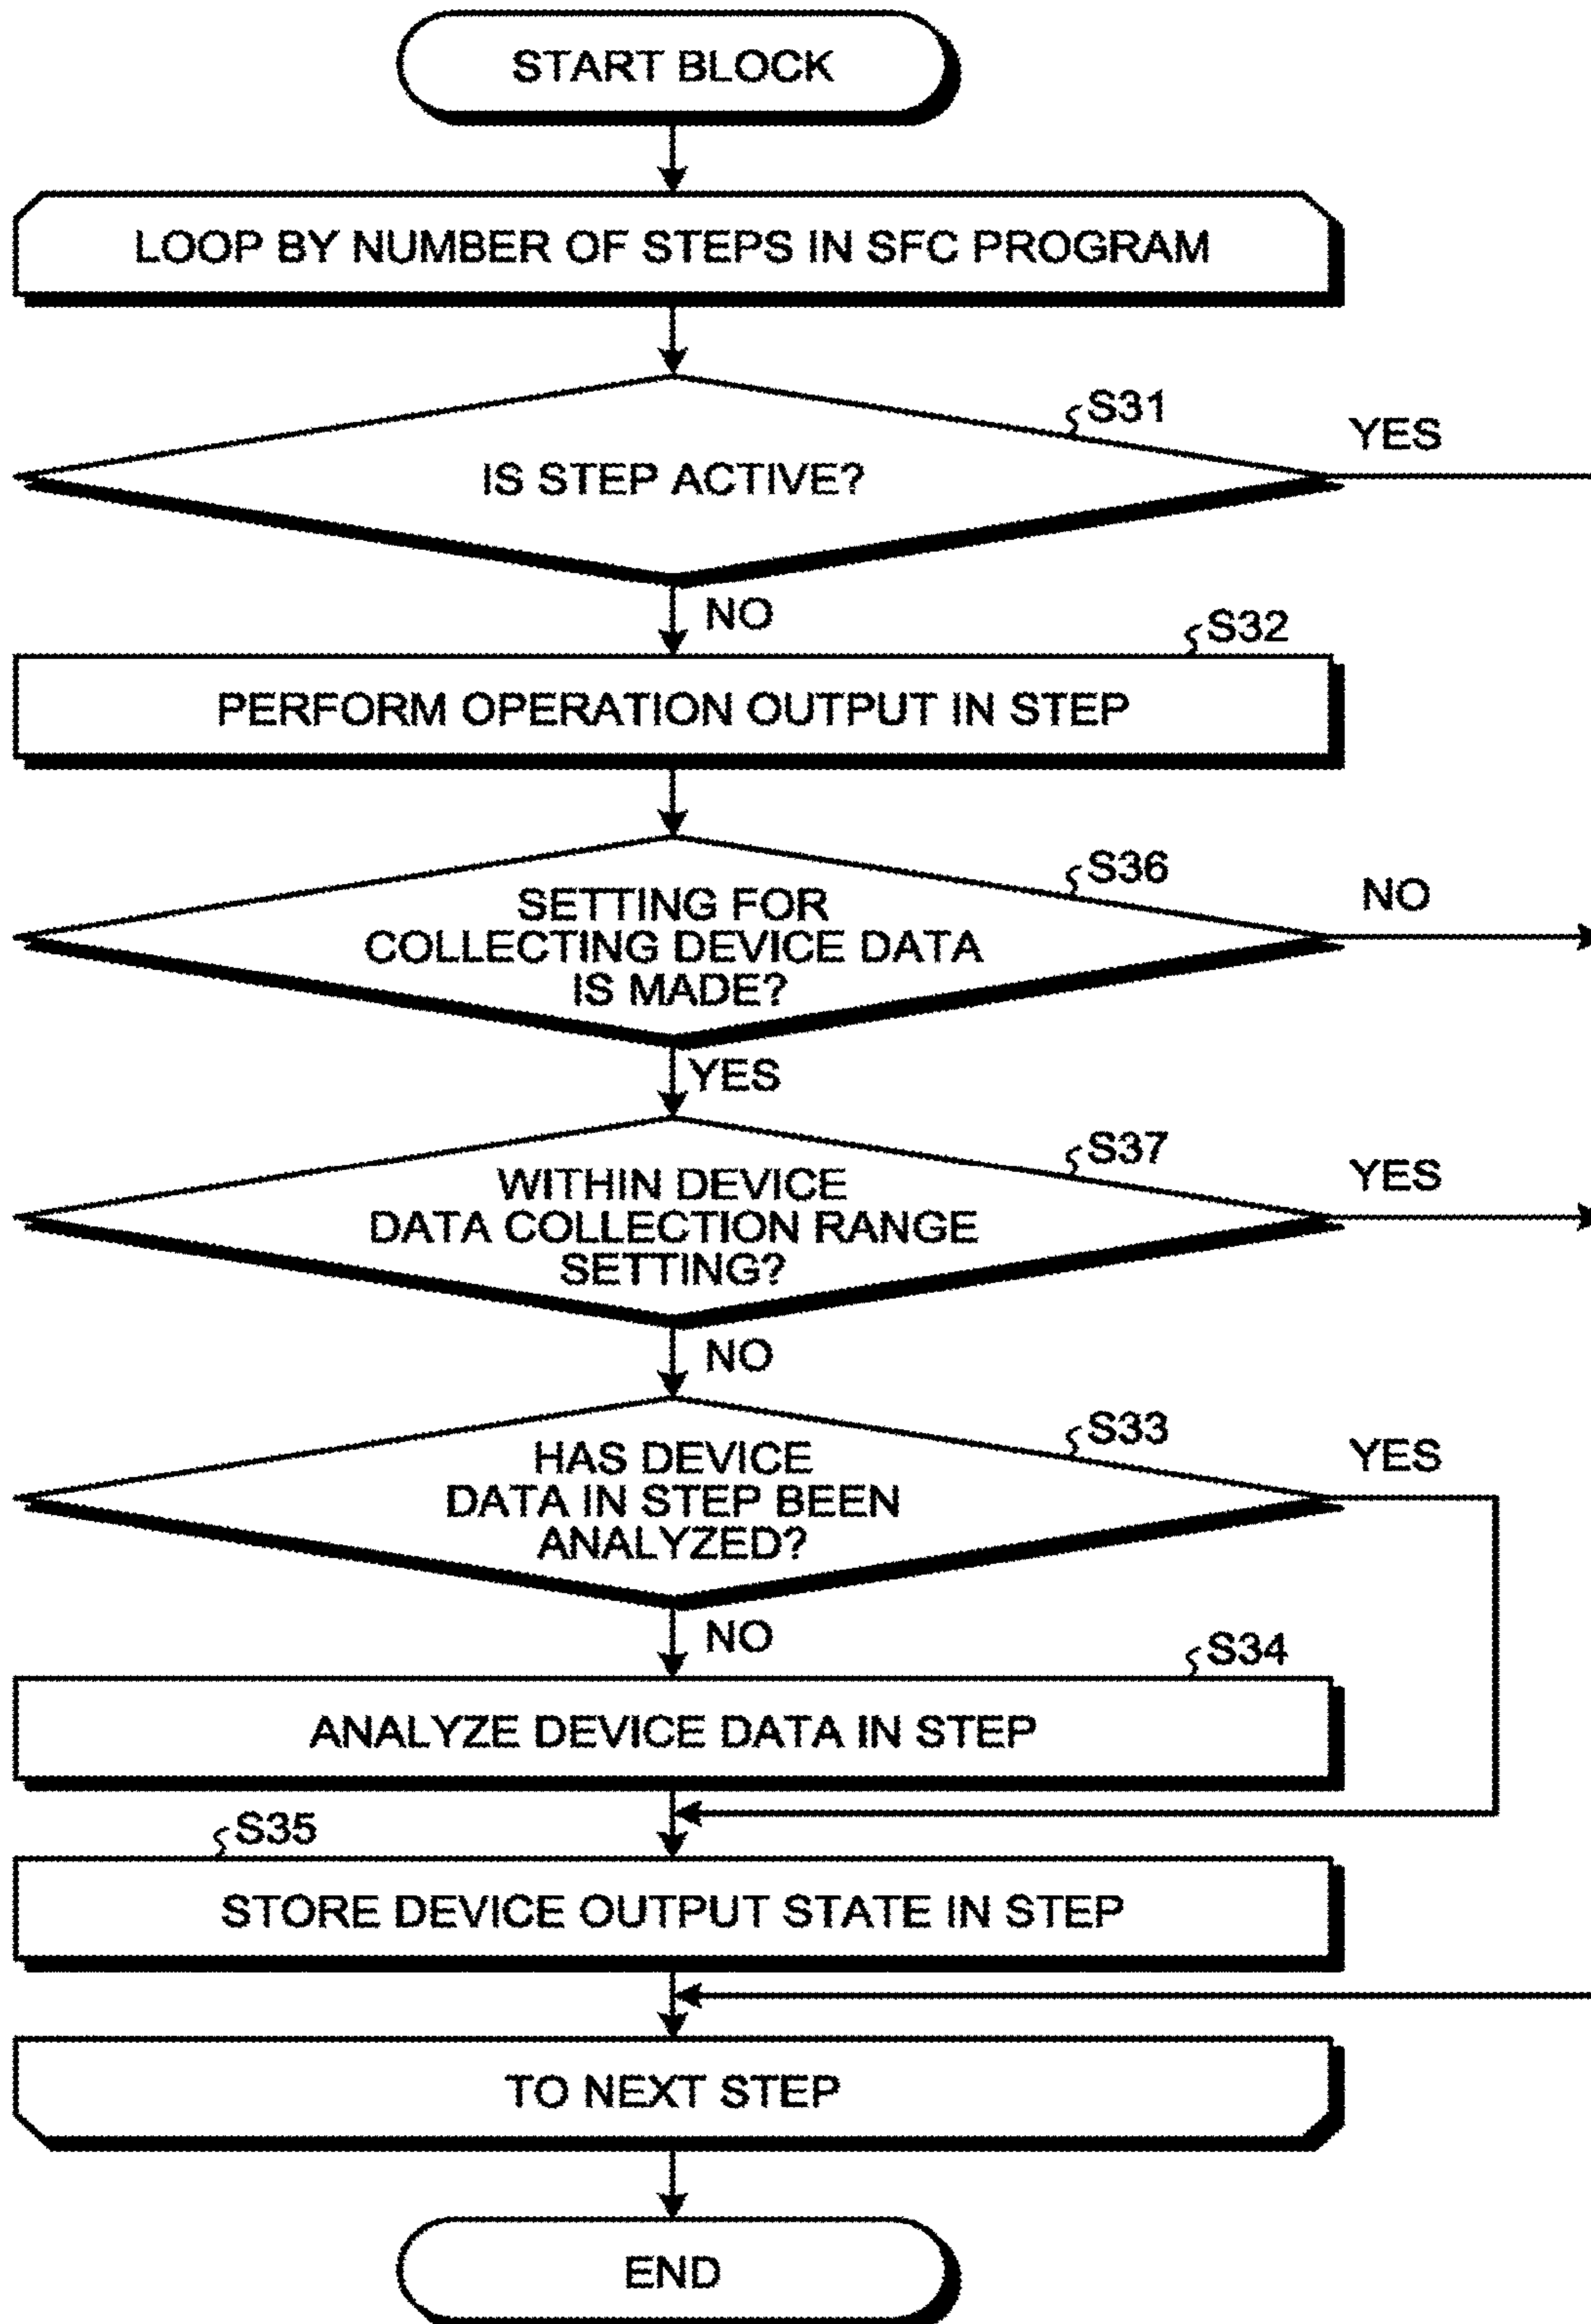 START BLOCK
LOOP BY NUMBER OF STEPS IN SFC PROGRAM
S31
YES
IS STEP ACTIVE?
NO
S32
PERFORM OPERATION OUTPUT IN STEP
S36
NO
SETTING FOR
COLLECTING DEVICE DATA
IS MADE?
YES
S37
YES
WITHIN DEVICE
DATA COLLECTION RANGE
SETTING?
NO
S33
YES
HAS DEVICE
DATA IN STEP BEEN
ANALYZED?
NO
S34
ANALYZE DEVICE DATA IN STEP
S35
STORE DEVICE OUTPUT STATE IN STEP
TO NEXT STEP
END